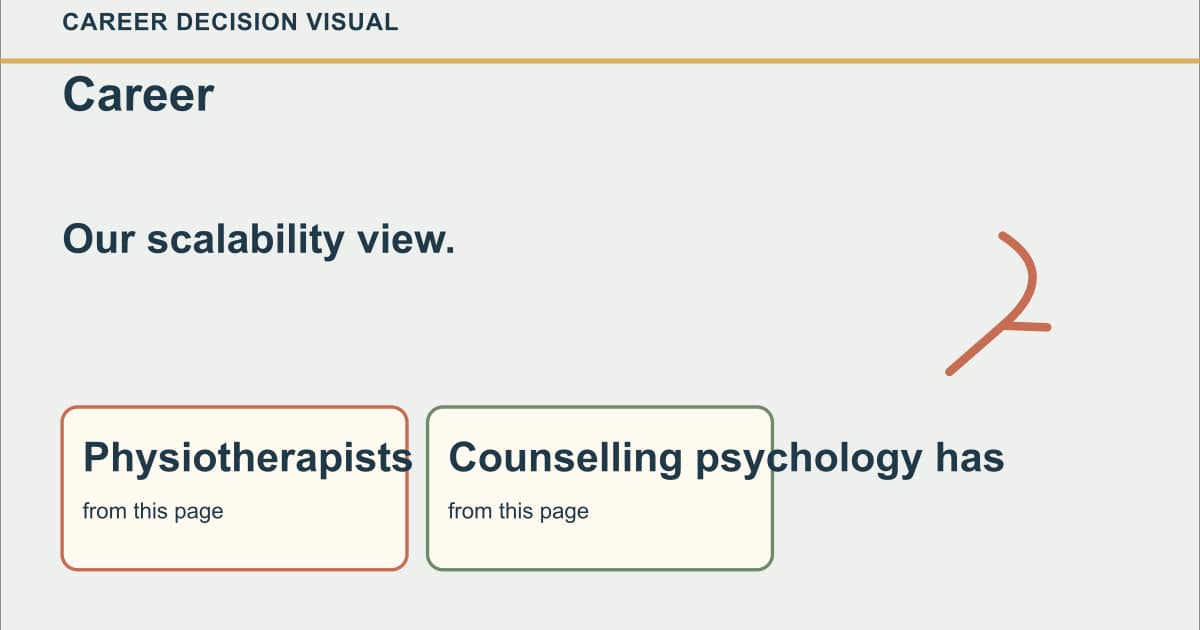 CAREER DECISION VISUAL
Career
Our scalability view.
Physiotherapists
from this page
Counselling psychology has
from this page